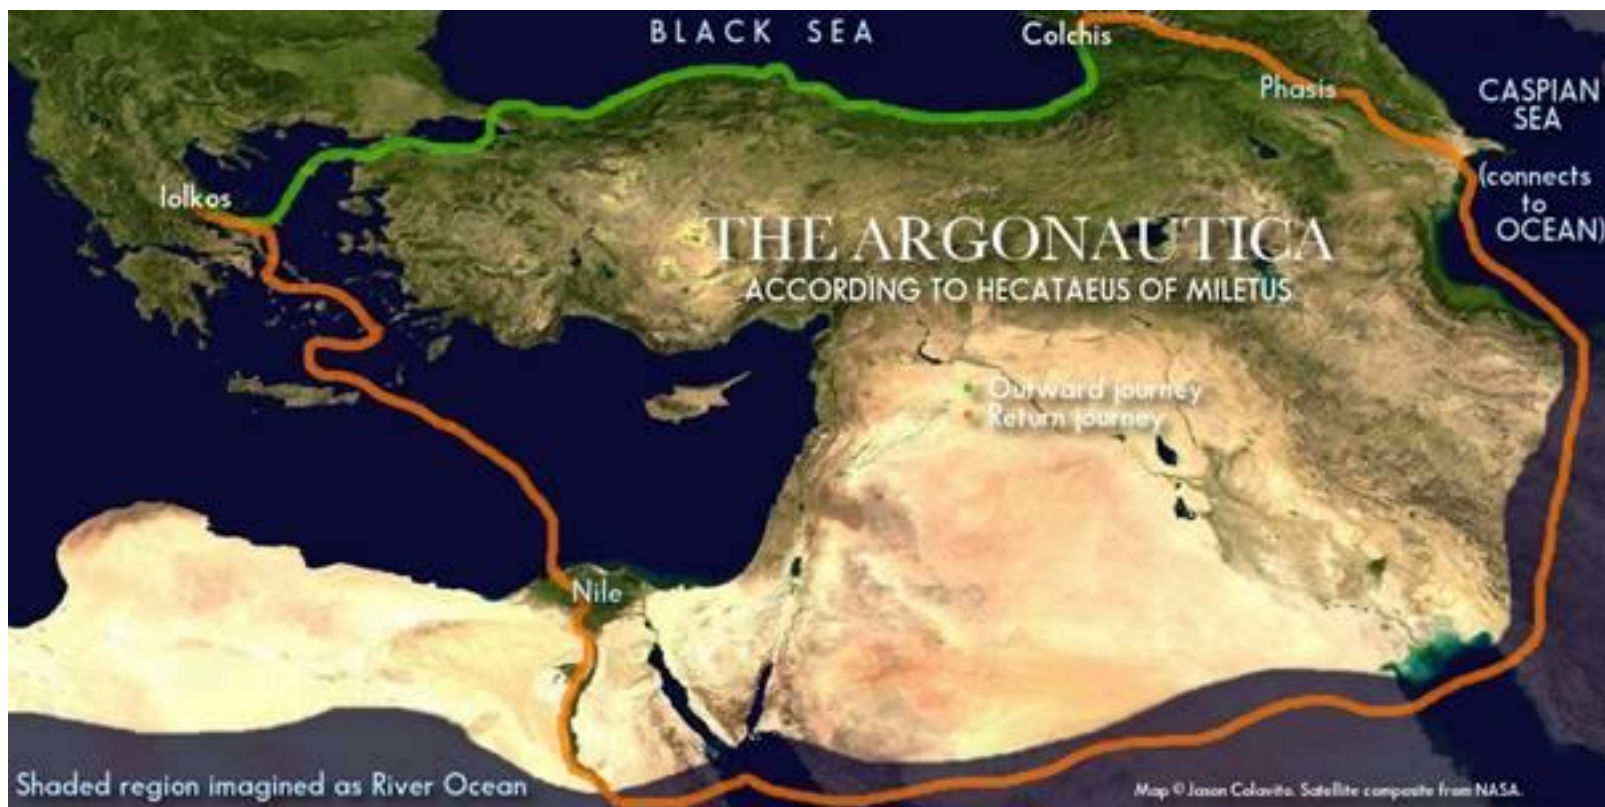 BLACK SEA
Colchis
Phasis
CASPIAN
SEA
(connects
to
OCEAN)
Iolkos
THE ARGONAUTICA
ACCORDING TO HECATAEUS OF MILETUS
Outward journey
Return journey
Nile
Shaded region imagined as River Ocean
Map © Jason Colavito. Satellite composite from NASA.